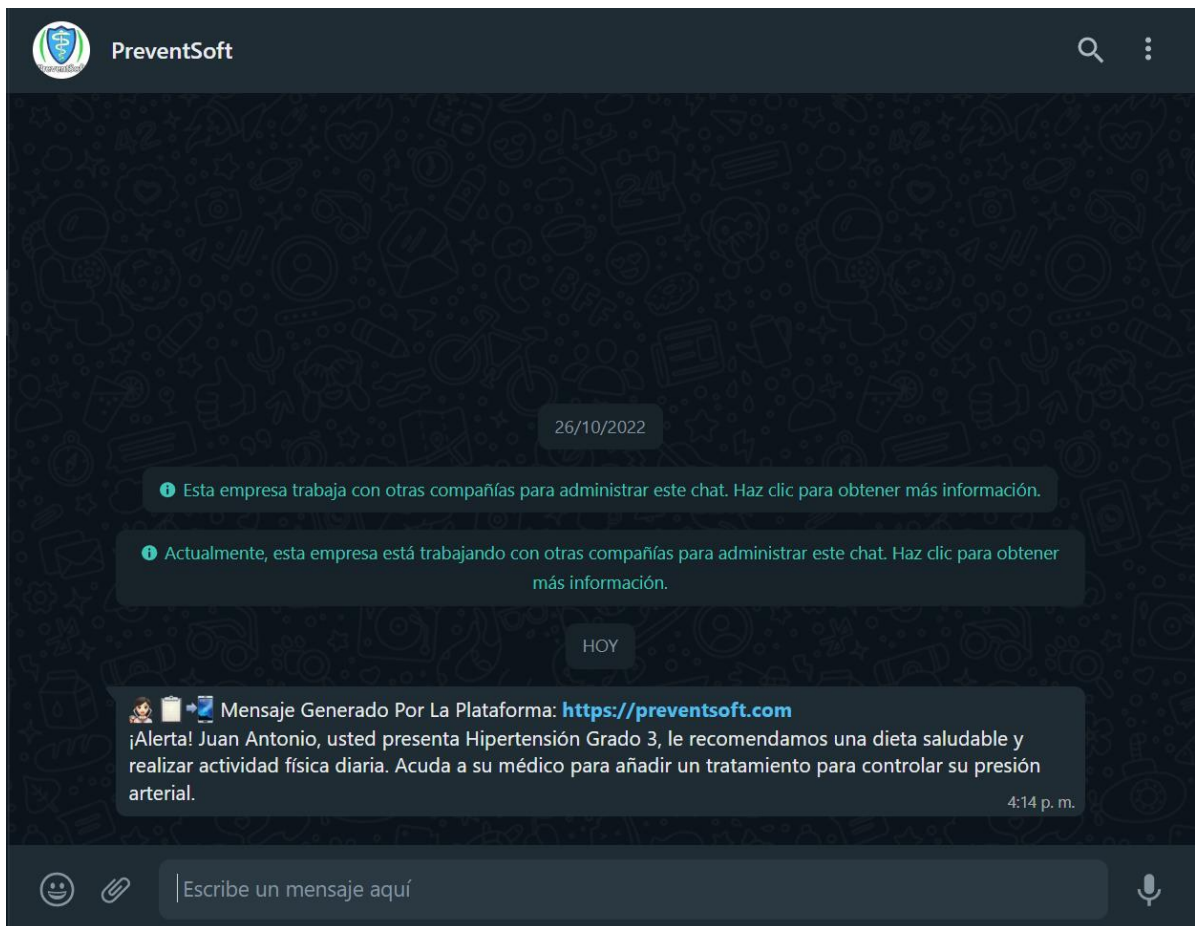 PreventSoft
PreventSoft
26/10/2022
Esta empresa trabaja con otras compañías para administrar este chat. Haz clic para obtener más información.
Actualmente, esta empresa está trabajando con otras compañías para administrar este chat. Haz clic para obtener
más información.
HOY
Mensaje Generado Por La Plataforma: https://preventsoft.com
¡Alerta! Juan Antonio, usted presenta Hipertensión Grado 3, le recomendamos una dieta saludable y
realizar actividad física diaria. Acuda a su médico para añadir un tratamiento para controlar su presión
arterial.
4:14 p. m.
Escribe un mensaje aquí